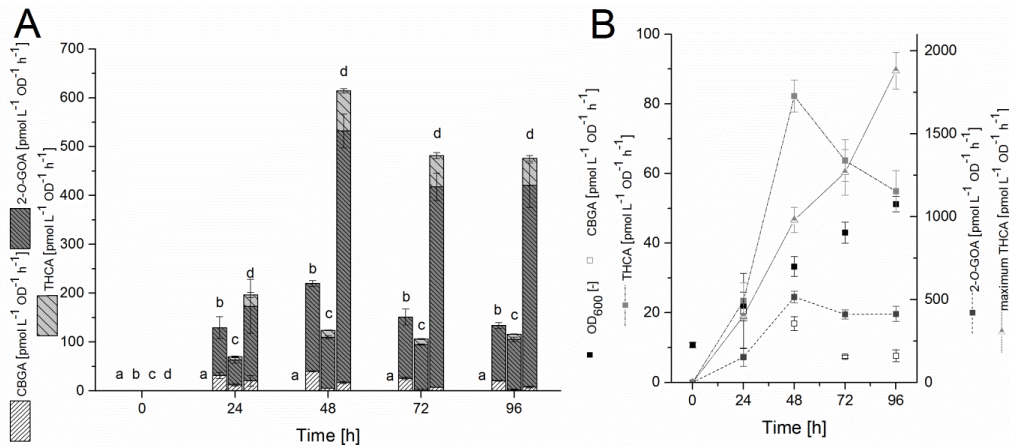 A
CBGA [pmol L⁻¹ OD⁻¹ h⁻¹]
2-O-GOA [pmol L⁻¹ OD⁻¹ h⁻¹]
THCA [pmol L⁻¹ OD⁻¹ h⁻¹]
700
600
500
400
300
200
100
0
a b c d
a b c d
a b c d
a b c d
a b c d
0 24 48 72 96
Time [h]
B
OD600 [-]
CBGA [pmol L⁻¹ OD⁻¹ h⁻¹]
THCA [pmol L⁻¹ OD⁻¹ h⁻¹]
100
80
60
40
20
0
0 24 48 72 96
Time [h]
2000
1500
1000
500
0
2-O-GOA [pmol L⁻¹ OD⁻¹ h⁻¹]
maximum THCA [pmol L⁻¹ OD⁻¹ h⁻¹]